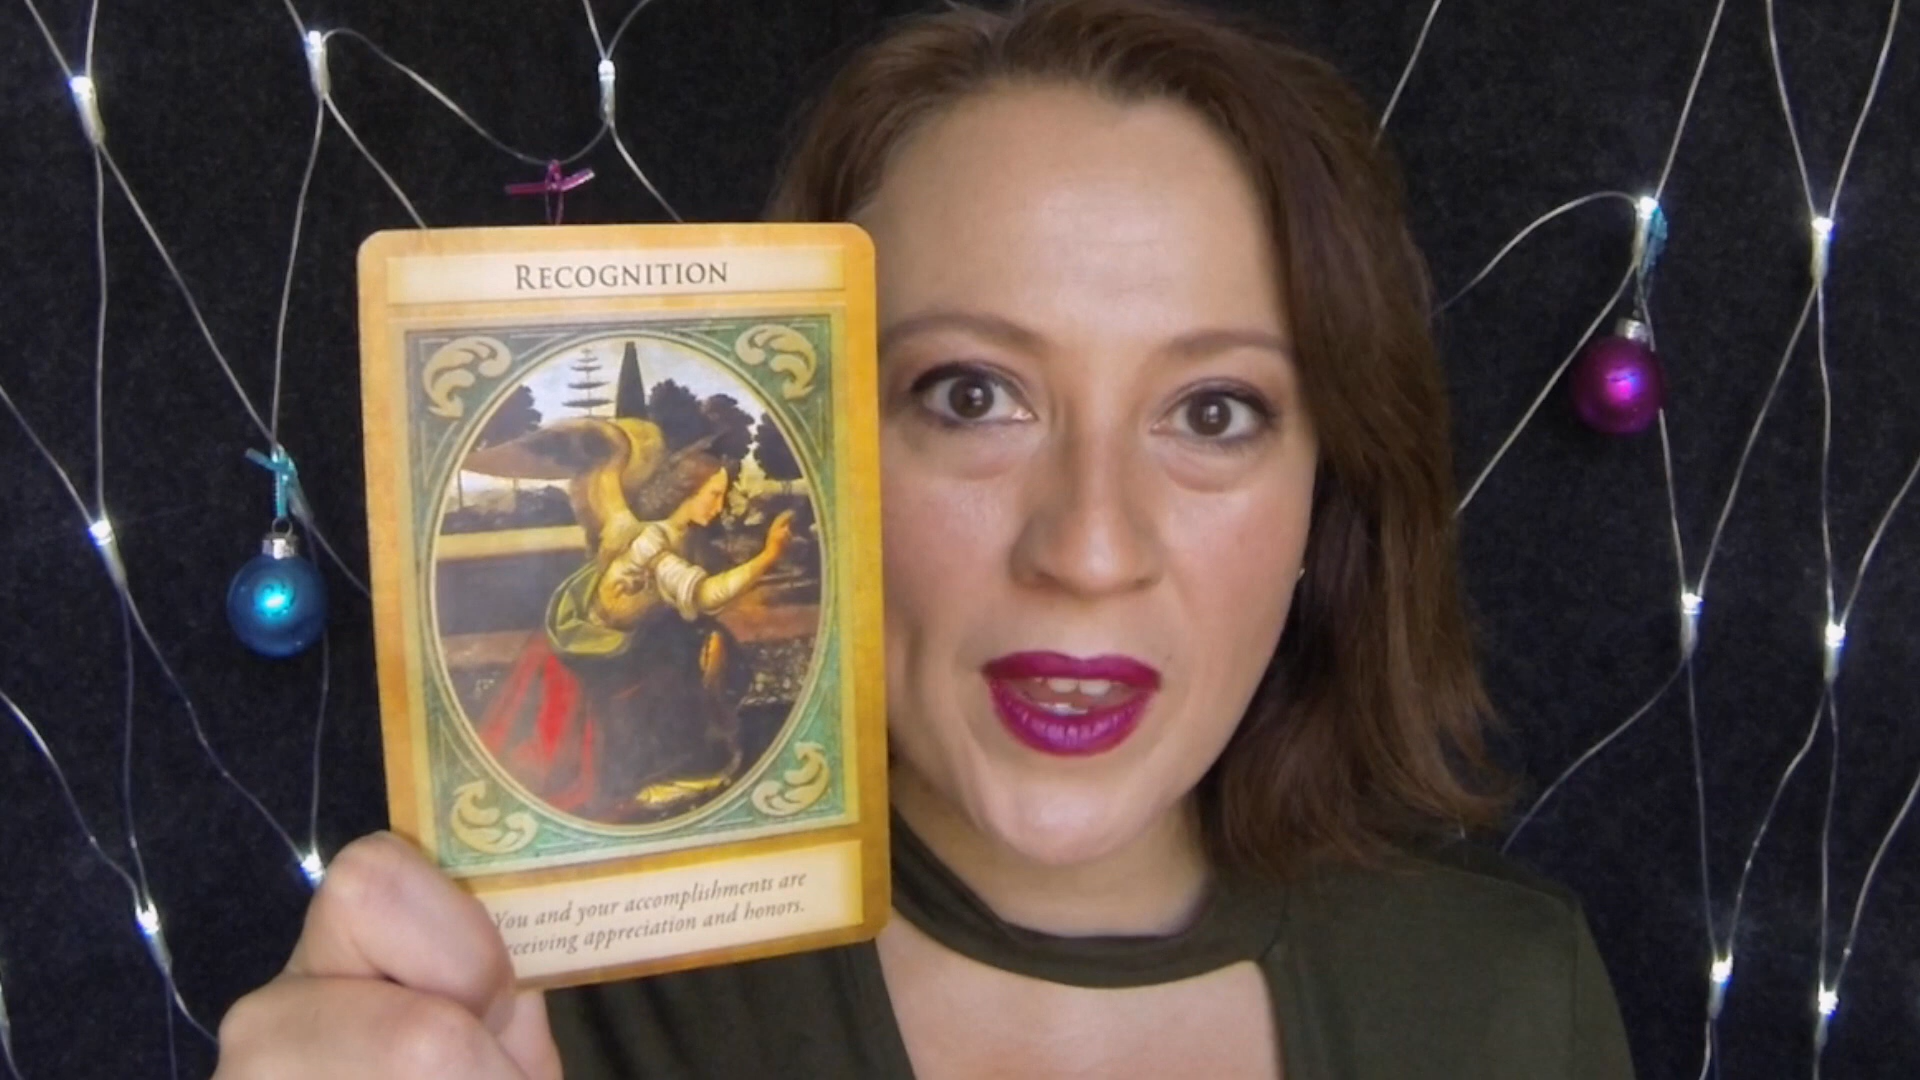 RECOGNITION
You and your accomplishments are
receiving appreciation and honors.